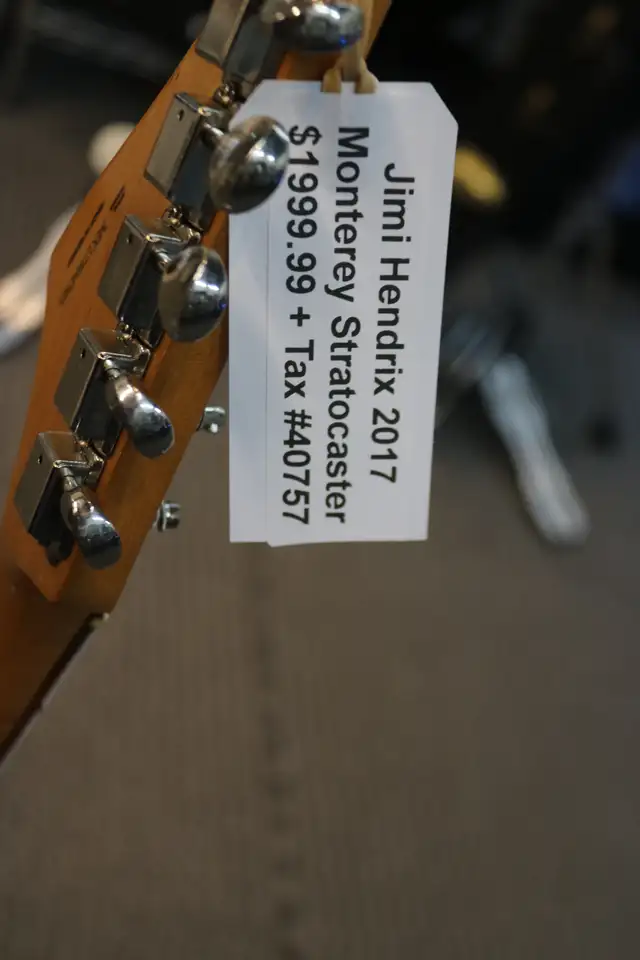 Jimi Hendrix 2017
Monterey Stratocaster
$1999.99 + Tax #40757